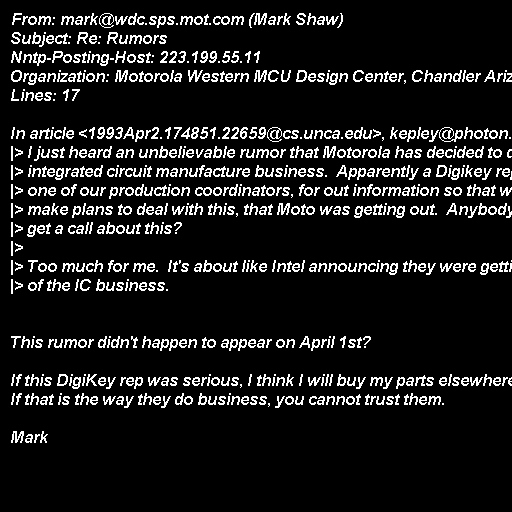 From: mark@wdc.sps.mot.com (Mark Shaw)
Subject: Re: Rumors
Nntp-Posting-Host: 223.199.55.11
Organization: Motorola Western MCU Design Center, Chandler Ariz
Lines: 17

In article <1993Apr2.174851.22659@cs.unca.edu>, kepley@photon.
|> I just heard an unbelievable rumor that Motorola has decided to
|> integrated circuit manufacture business.  Apparently a Digikey rep
|> one of our production coordinators, for out information so that
|> make plans to deal with this, that Moto was getting out.  Anybody
|> get a call about this?
|>
|> Too much for me.  It's about like Intel announcing they were getti
|> of the IC business.

This rumor didn't happen to appear on April 1st?

If this DigiKey rep was serious, I think I will buy my parts elsewhere
If that is the way they do business, you cannot trust them.

Mark